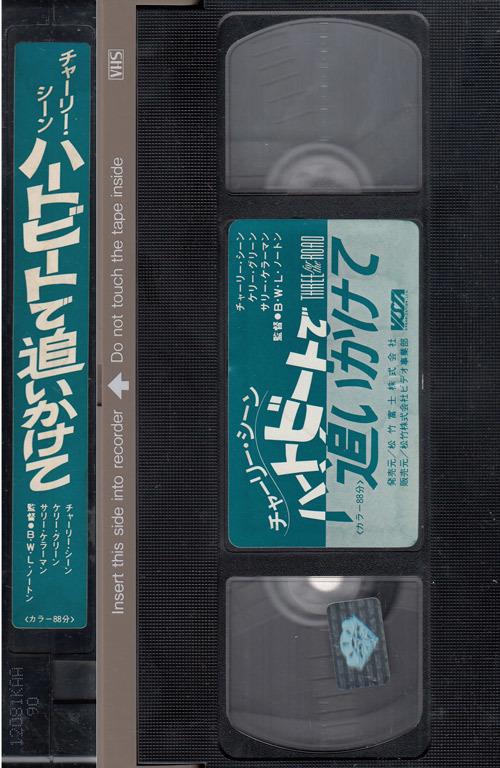 チャーリー・
シーン
ハートビートで追いかけて
チャーリー・シーン
ケリー・グリーン
サリー・ケラーマン
監督●B・W・L・ノートン
〈カラー88分〉
12081KAA
90
VHS
Insert this side into recorder Do not touch the tape inside
チャーリー・シーン
ケリー・グリーン
サリー・ケラーマン
監督●B・W・L・ノートン
THREE for the ROAD
チャーリー・シーン
ハートビートで
追いかけて
〈カラー88分〉
発売元/松竹富士株式会社
販売元/松竹株式会社ビデオ事業部